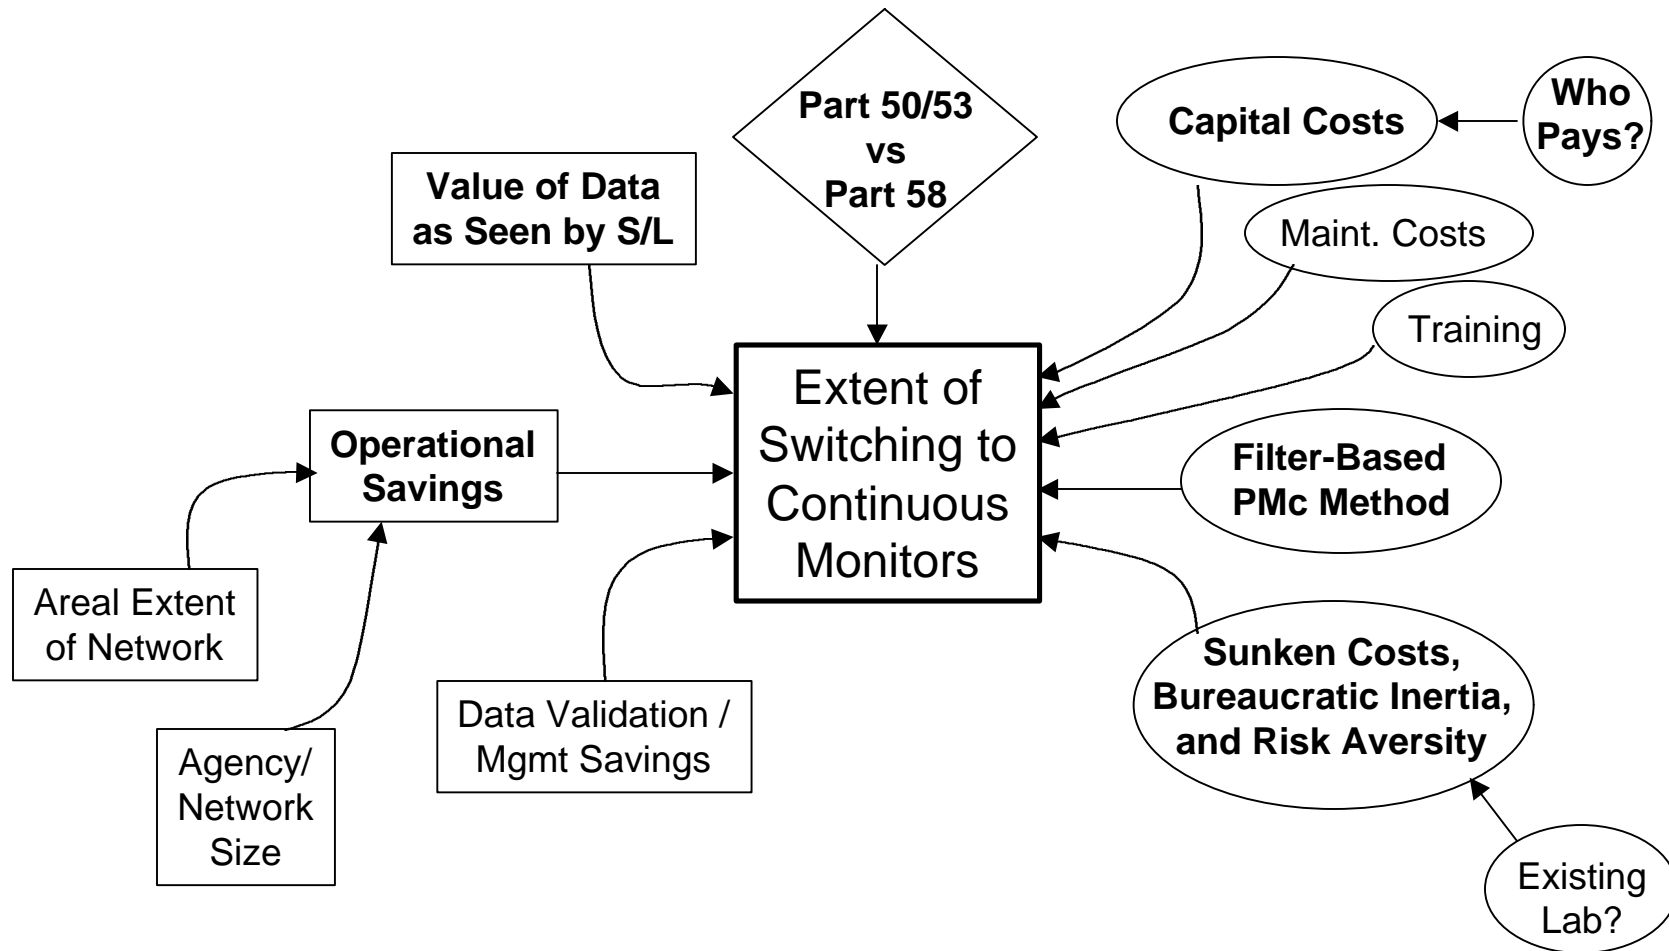 Part 50/53
vs
Part 58
Capital Costs
Who
Pays?
Value of Data
as Seen by S/L
Maint. Costs
Training
Extent of
Switching to
Continuous
Monitors
Operational
Savings
Filter-Based
PMc Method
Areal Extent
of Network
Agency/
Network
Size
Data Validation /
Mgmt Savings
Sunken Costs,
Bureaucratic Inertia,
and Risk Aversity
Existing
Lab?